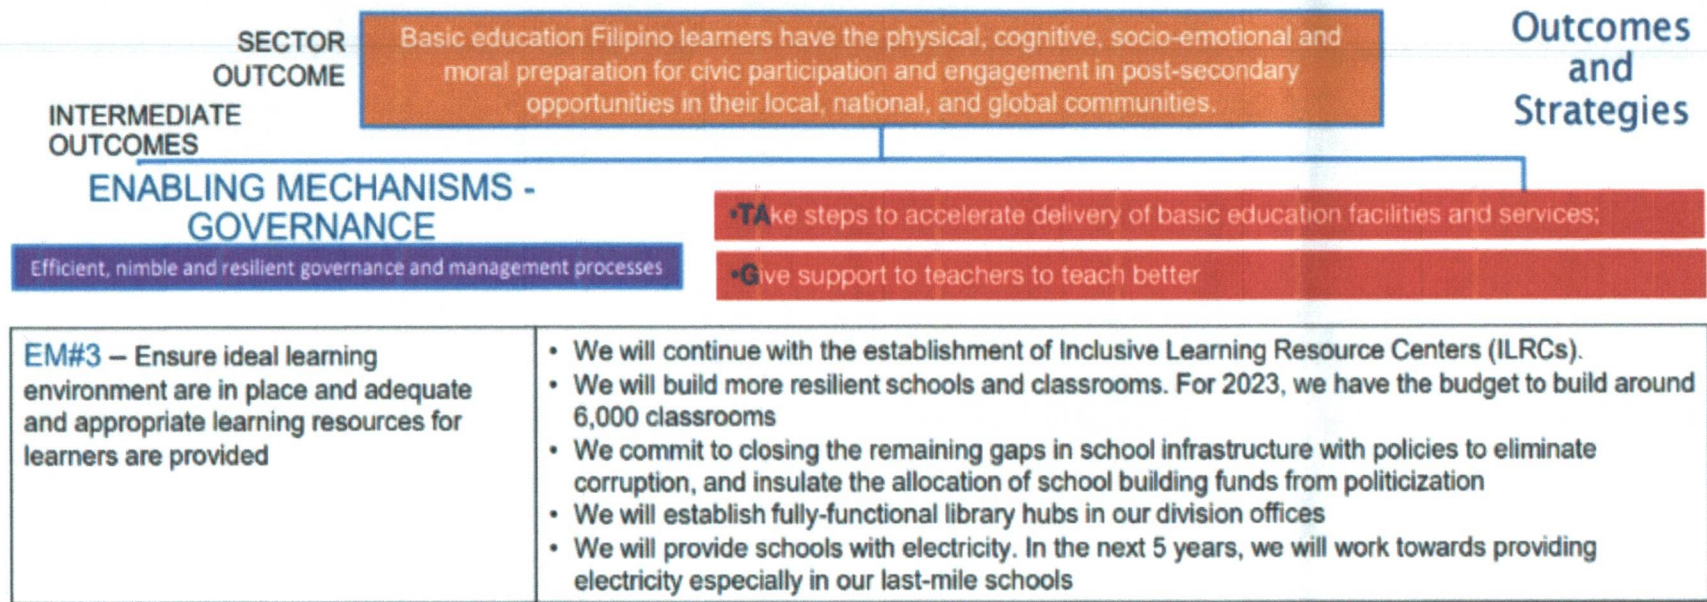 SECTOR
OUTCOME
Basic education Filipino learners have the physical, cognitive, socio-emotional and
moral preparation for civic participation and engagement in post-secondary
opportunities in their local, national, and global communities.
Outcomes
and
Strategies
INTERMEDIATE
OUTCOMES
ENABLING MECHANISMS -
GOVERNANCE
Efficient, nimble and resilient governance and management processes
•TAke steps to accelerate delivery of basic education facilities and services;
•Give support to teachers to teach better
EM#3 – Ensure ideal learning
environment are in place and adequate
and appropriate learning resources for
learners are provided
• We will continue with the establishment of Inclusive Learning Resource Centers (ILRCs).
• We will build more resilient schools and classrooms. For 2023, we have the budget to build around
6,000 classrooms
• We commit to closing the remaining gaps in school infrastructure with policies to eliminate
corruption, and insulate the allocation of school building funds from politicization
• We will establish fully-functional library hubs in our division offices
• We will provide schools with electricity. In the next 5 years, we will work towards providing
electricity especially in our last-mile schools